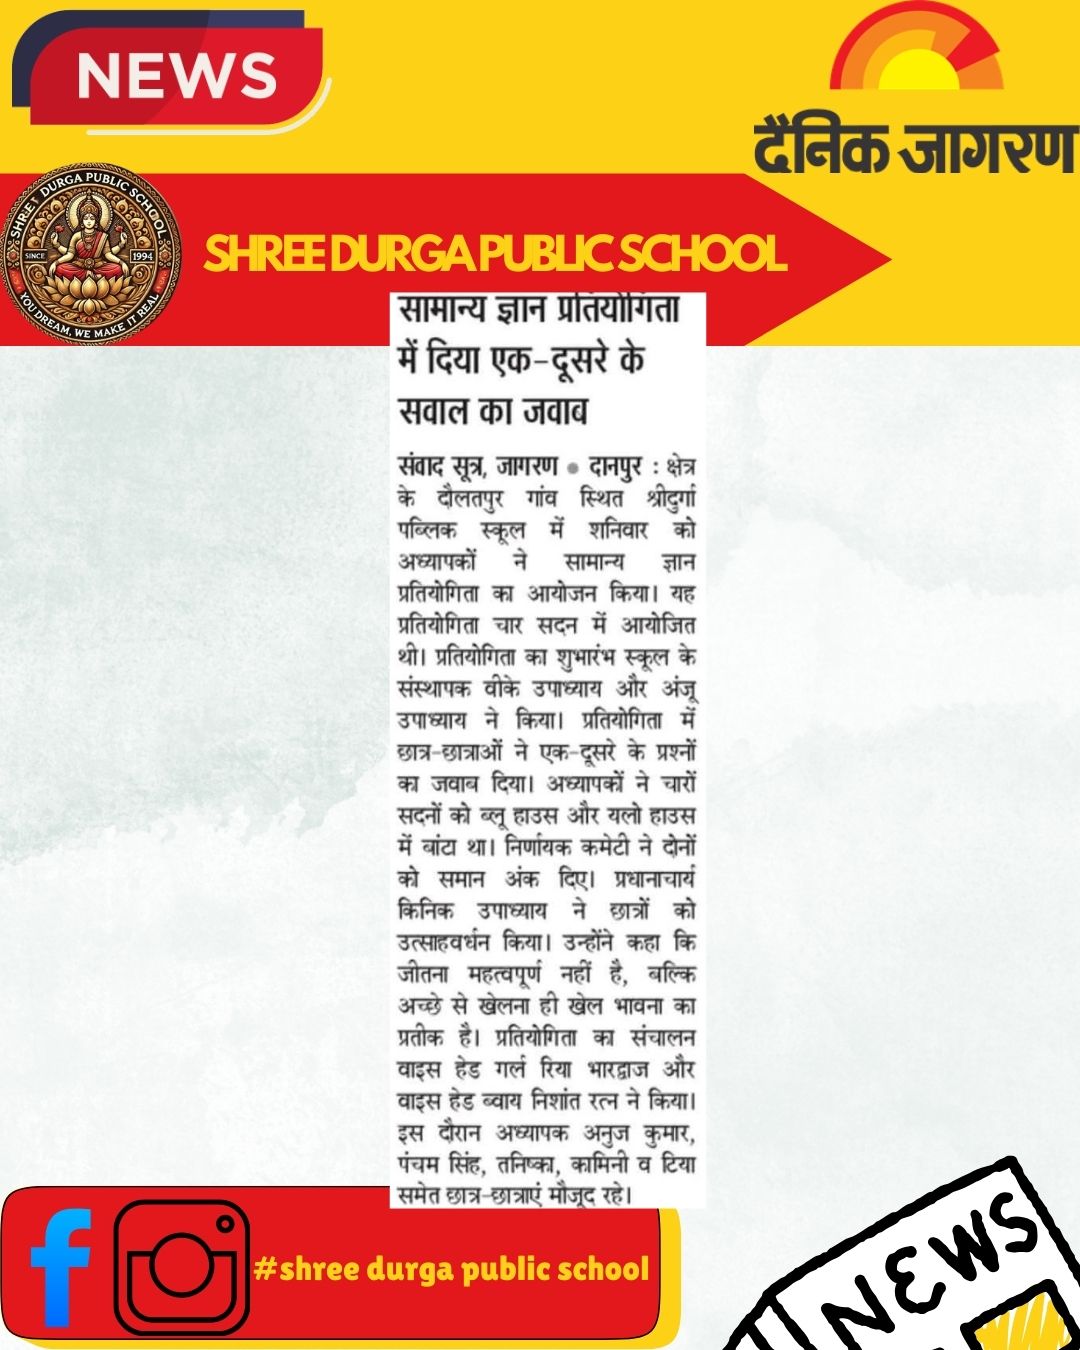 NEWS
दैनिक जागरण
SHREE DURGA PUBLIC SCHOOL
SINCE 1994
YOU DREAM, WE MAKE IT REAL
SHREE DURGA PUBLIC SCHOOL
सामान्य ज्ञान प्रतियोगिता
में दिया एक-दूसरे के
सवाल का जवाब
संवाद सूत्र, जागरण ● दानपुर : क्षेत्र
के दौलतपुर गांव स्थित श्रीदुर्गा
पब्लिक स्कूल में शनिवार को
अध्यापकों ने सामान्य ज्ञान
प्रतियोगिता का आयोजन किया। यह
प्रतियोगिता चार सदन में आयोजित
थी। प्रतियोगिता का शुभारंभ स्कूल के
संस्थापक वीके उपाध्याय और अंजू
उपाध्याय ने किया। प्रतियोगिता में
छात्र-छात्राओं ने एक-दूसरे के प्रश्नों
का जवाब दिया। अध्यापकों ने चारों
सदनों को ब्लू हाउस और यलो हाउस
में बांटा था। निर्णायक कमेटी ने दोनों
को समान अंक दिए। प्रधानाचार्य
किनिक उपाध्याय ने छात्रों को
उत्साहवर्धन किया। उन्होंने कहा कि
जीतना महत्वपूर्ण नहीं है, बल्कि
अच्छे से खेलना ही खेल भावना का
प्रतीक है। प्रतियोगिता का संचालन
वाइस हेड गर्ल रिया भारद्वाज और
वाइस हेड ब्वाय निशांत रत्न ने किया।
इस दौरान अध्यापक अनुज कुमार,
पंचम सिंह, तनिष्का, कामिनी व टिया
समेत छात्र-छात्राएं मौजूद रहे।
#shree durga public school
NEWS